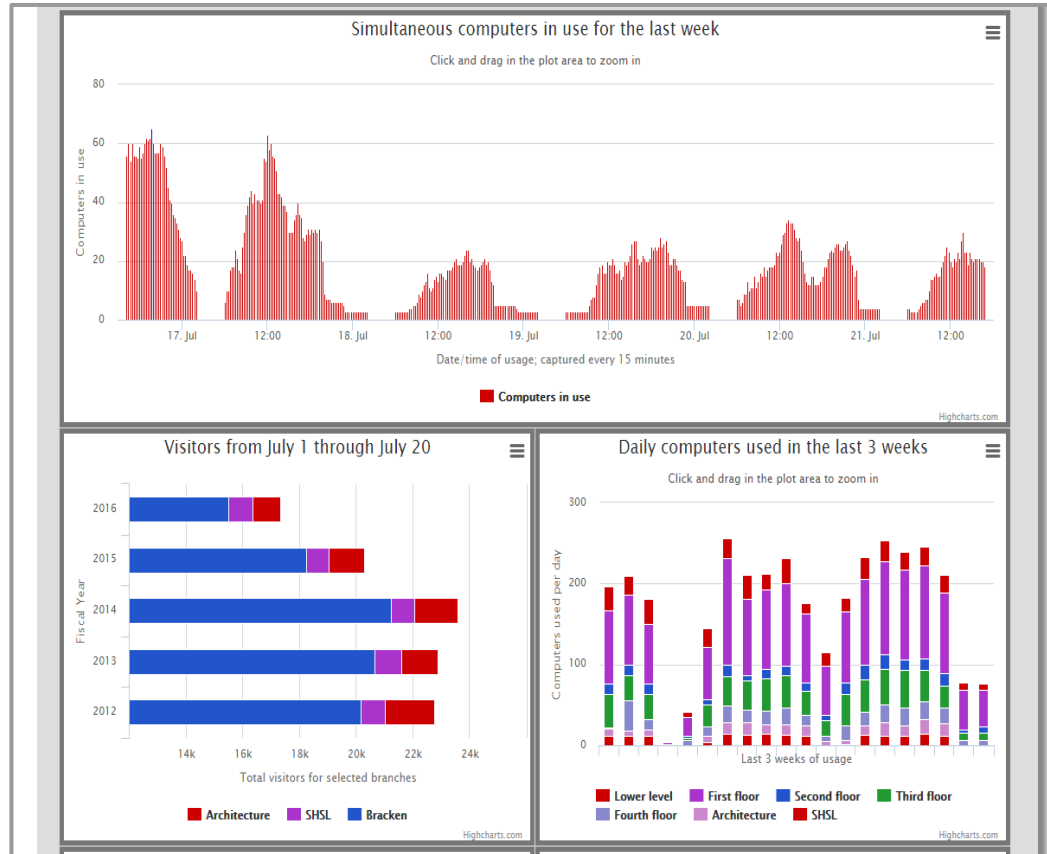 Simultaneous computers in use for the last week
Click and drag in the plot area to zoom in
Computers in use
80
60
40
20
0
17. Jul 12:00 18. Jul 12:00 19. Jul 12:00 20. Jul 12:00 21. Jul 12:00
Date/time of usage; captured every 15 minutes
Computers in use
Highcharts.com
Visitors from July 1 through July 20
Fiscal Year
2016
2015
2014
2013
2012
14k 16k 18k 20k 22k 24k
Total visitors for selected branches
Architecture SHSL Bracken
Highcharts.com
Daily computers used in the last 3 weeks
Click and drag in the plot area to zoom in
Computers used per day
300
200
100
0
Last 3 weeks of usage
Lower level First floor Second floor Third floor
Fourth floor Architecture SHSL
Highcharts.com